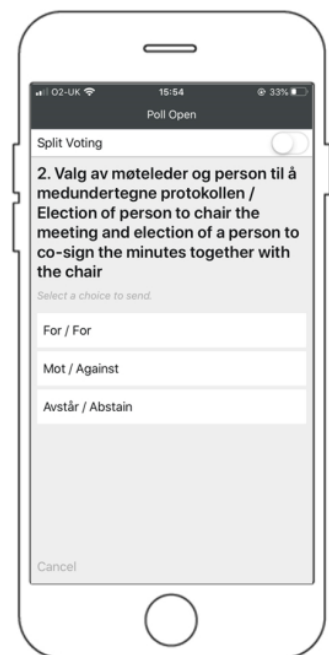 O2-UK 15:54 33%
Poll Open
Split Voting
2. Valg av møteleder og person til å
medundertegne protokollen /
Election of person to chair the
meeting and election of a person to
co-sign the minutes together with
the chair
Select a choice to send.
For / For
Mot / Against
Avstår / Abstain
Cancel